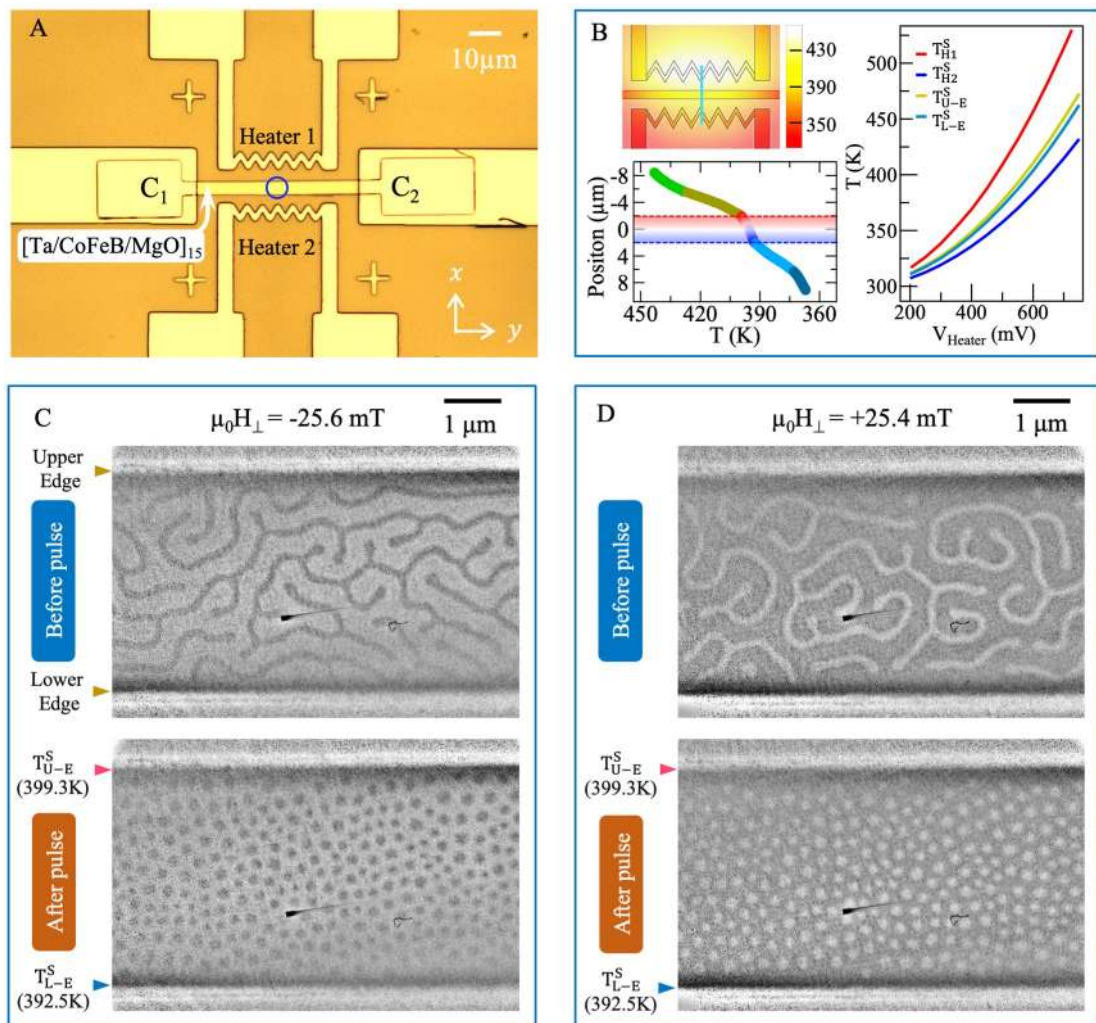 A
10μm
Heater 1
C₁
C₂
[Ta/CoFeB/MgO]₁₅
Heater 2
x
y
B
450
390
350
Positon (μm)
-8
-4
0
4
8
450 420 390 360
T (K)
T (K)
500
450
400
350
300
T^S_H1
T^S_H2
T^S_U-E
T^S_L-E
200 400 600
V_Heater (mV)
C
μ₀H⊥ = -25.6 mT
1 μm
Upper
Edge
Before pulse
Lower
Edge
T^S_U-E
(399.3K)
After pulse
T^S_L-E
(392.5K)
D
μ₀H⊥ = +25.4 mT
1 μm
Before pulse
T^S_U-E
(399.3K)
After pulse
T^S_L-E
(392.5K)